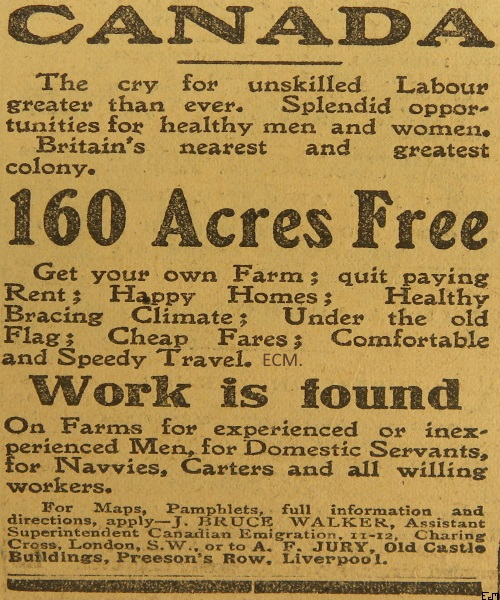 CANADA
The cry for unskilled Labour
greater than ever. Splendid oppor-
tunities for healthy men and women.
Britain's nearest and greatest
colony.
160 Acres Free
Get your own Farm; quit paying
Rent; Happy Homes; Healthy
Bracing Climate; Under the old
Flag; Cheap Fares; Comfortable
and Speedy Travel. ECM.
Work is found
On Farms for experienced or inex-
perienced Men, for Domestic Servants,
for Navvies, Carters and all willing
workers.
For Maps, Pamphlets, full information and
directions, apply—J. BRUCE WALKER, Assistant
Superintendent Canadian Emigration, 11-12, Charing
Cross, London, S.W., or to A. F. JURY, Old Castle
Buildings, Preeson's Row, Liverpool.